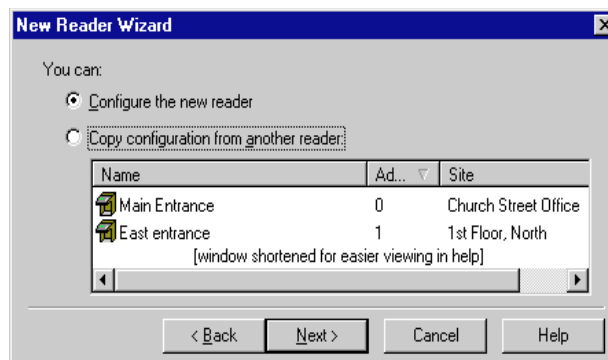 New Reader Wizard
You can:
Configure the new reader
Copy configuration from another reader:
Name Ad... Site
Main Entrance 0 Church Street Office
East entrance 1 1st Floor, North
[window shortened for easier viewing in help]
< Back Next > Cancel Help